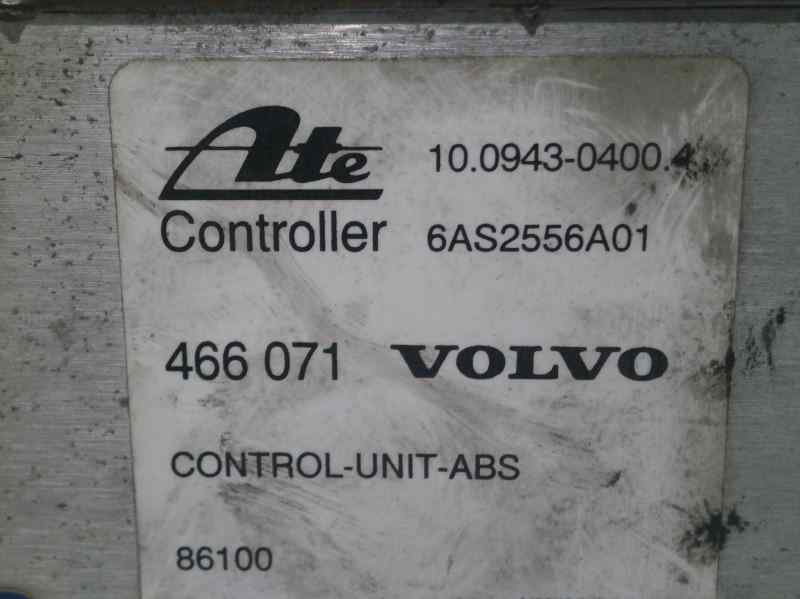 Ate 10.0943-0400.4
Controller 6AS2556A01
466 071 VOLVO
CONTROL-UNIT-ABS
86100